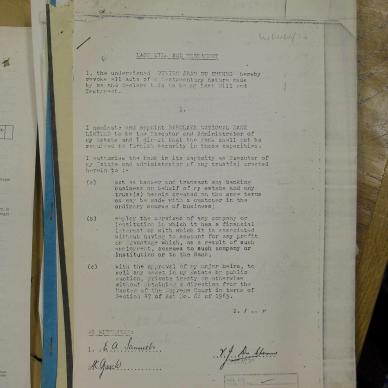 LAST WILL AND TESTAMENT
I, the undersigned hereby
revoke all acts of a testamentary nature made
by me and declare this to be my last Will and
Testament.
1.
I nominate and appoint BARCLAYS NATIONAL BANK
LIMITED to be the Executor and Administrator of
my Estate and I direct that the Bank shall not be
required to furnish security in those capacities.
I authorise the Bank in its capacity as Executor of
my Estate and Administrator of any trust(s) created
herein to :-
(a) act as banker and transact any banking
business on behalf of my estate and any
trust(s) herein created on the same terms
as may be made with a customer in the
ordinary course of business;
(b) employ the services of any company or
institution in which it has a financial
interest or with which it is associated
without having to account for any profit
or advantage which, as a result of such
employment, accrues to such company or
institution or to the Bank;
(c) with the approval of my major heirs, to
sell any asset in my estate by public
auction, private treaty or otherwise
without obtaining a direction from the
Master of the Supreme Court in terms of
Section 47 of Act No. 66 of 1965.
AS WITNESSES:
1.